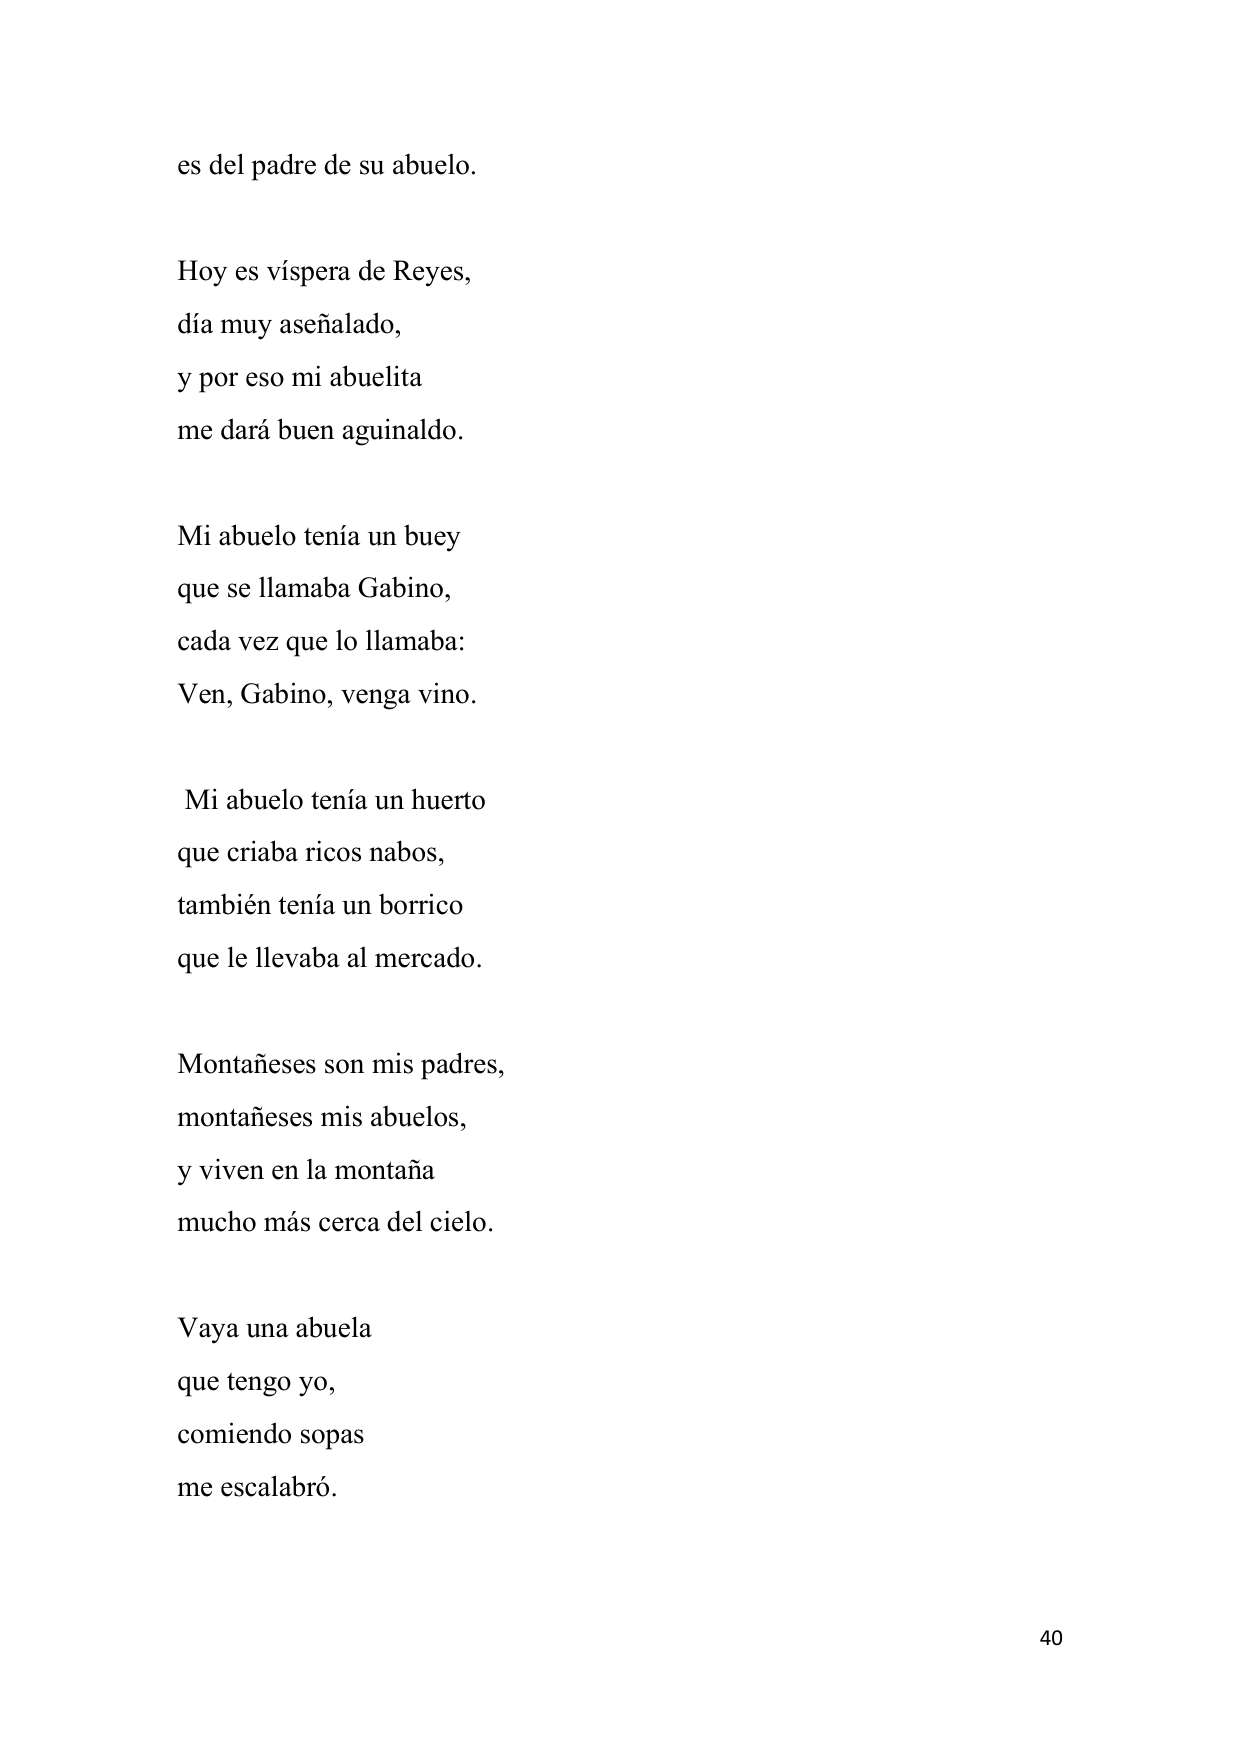 es del padre de su abuelo.
Hoy es víspera de Reyes,
día muy aseñalado,
y por eso mi abuelita
me dará buen aguinaldo.
Mi abuelo tenía un buey
que se llamaba Gabino,
cada vez que lo llamaba:
Ven, Gabino, venga vino.
Mi abuelo tenía un huerto
que criaba ricos nabos,
también tenía un borrico
que le llevaba al mercado.
Montañeses son mis padres,
montañeses mis abuelos,
y viven en la montaña
mucho más cerca del cielo.
Vaya una abuela
que tengo yo,
comiendo sopas
me escalabró.
40